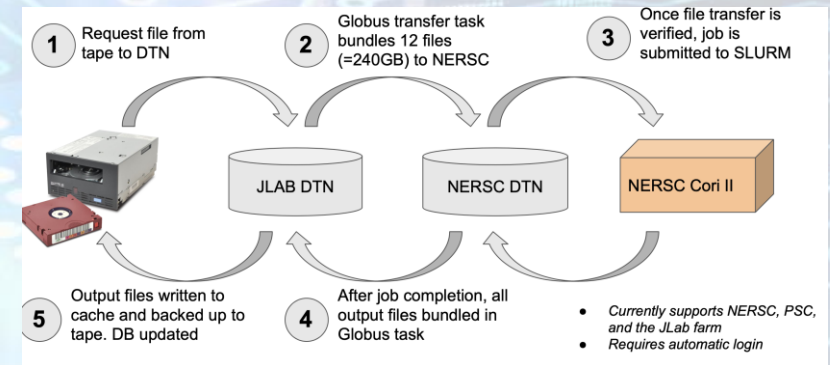 1
Request file from
tape to DTN
2
Globus transfer task
bundles 12 files
(=240GB) to NERSC
3
Once file transfer is
verified, job is
submitted to SLURM
JLAB DTN
NERSC DTN
NERSC Cori II
5
Output files written to
cache and backed up to
tape. DB updated
4
After job completion, all
output files bundled in
Globus task
• Currently supports NERSC, PSC,
and the JLab farm
• Requires automatic login